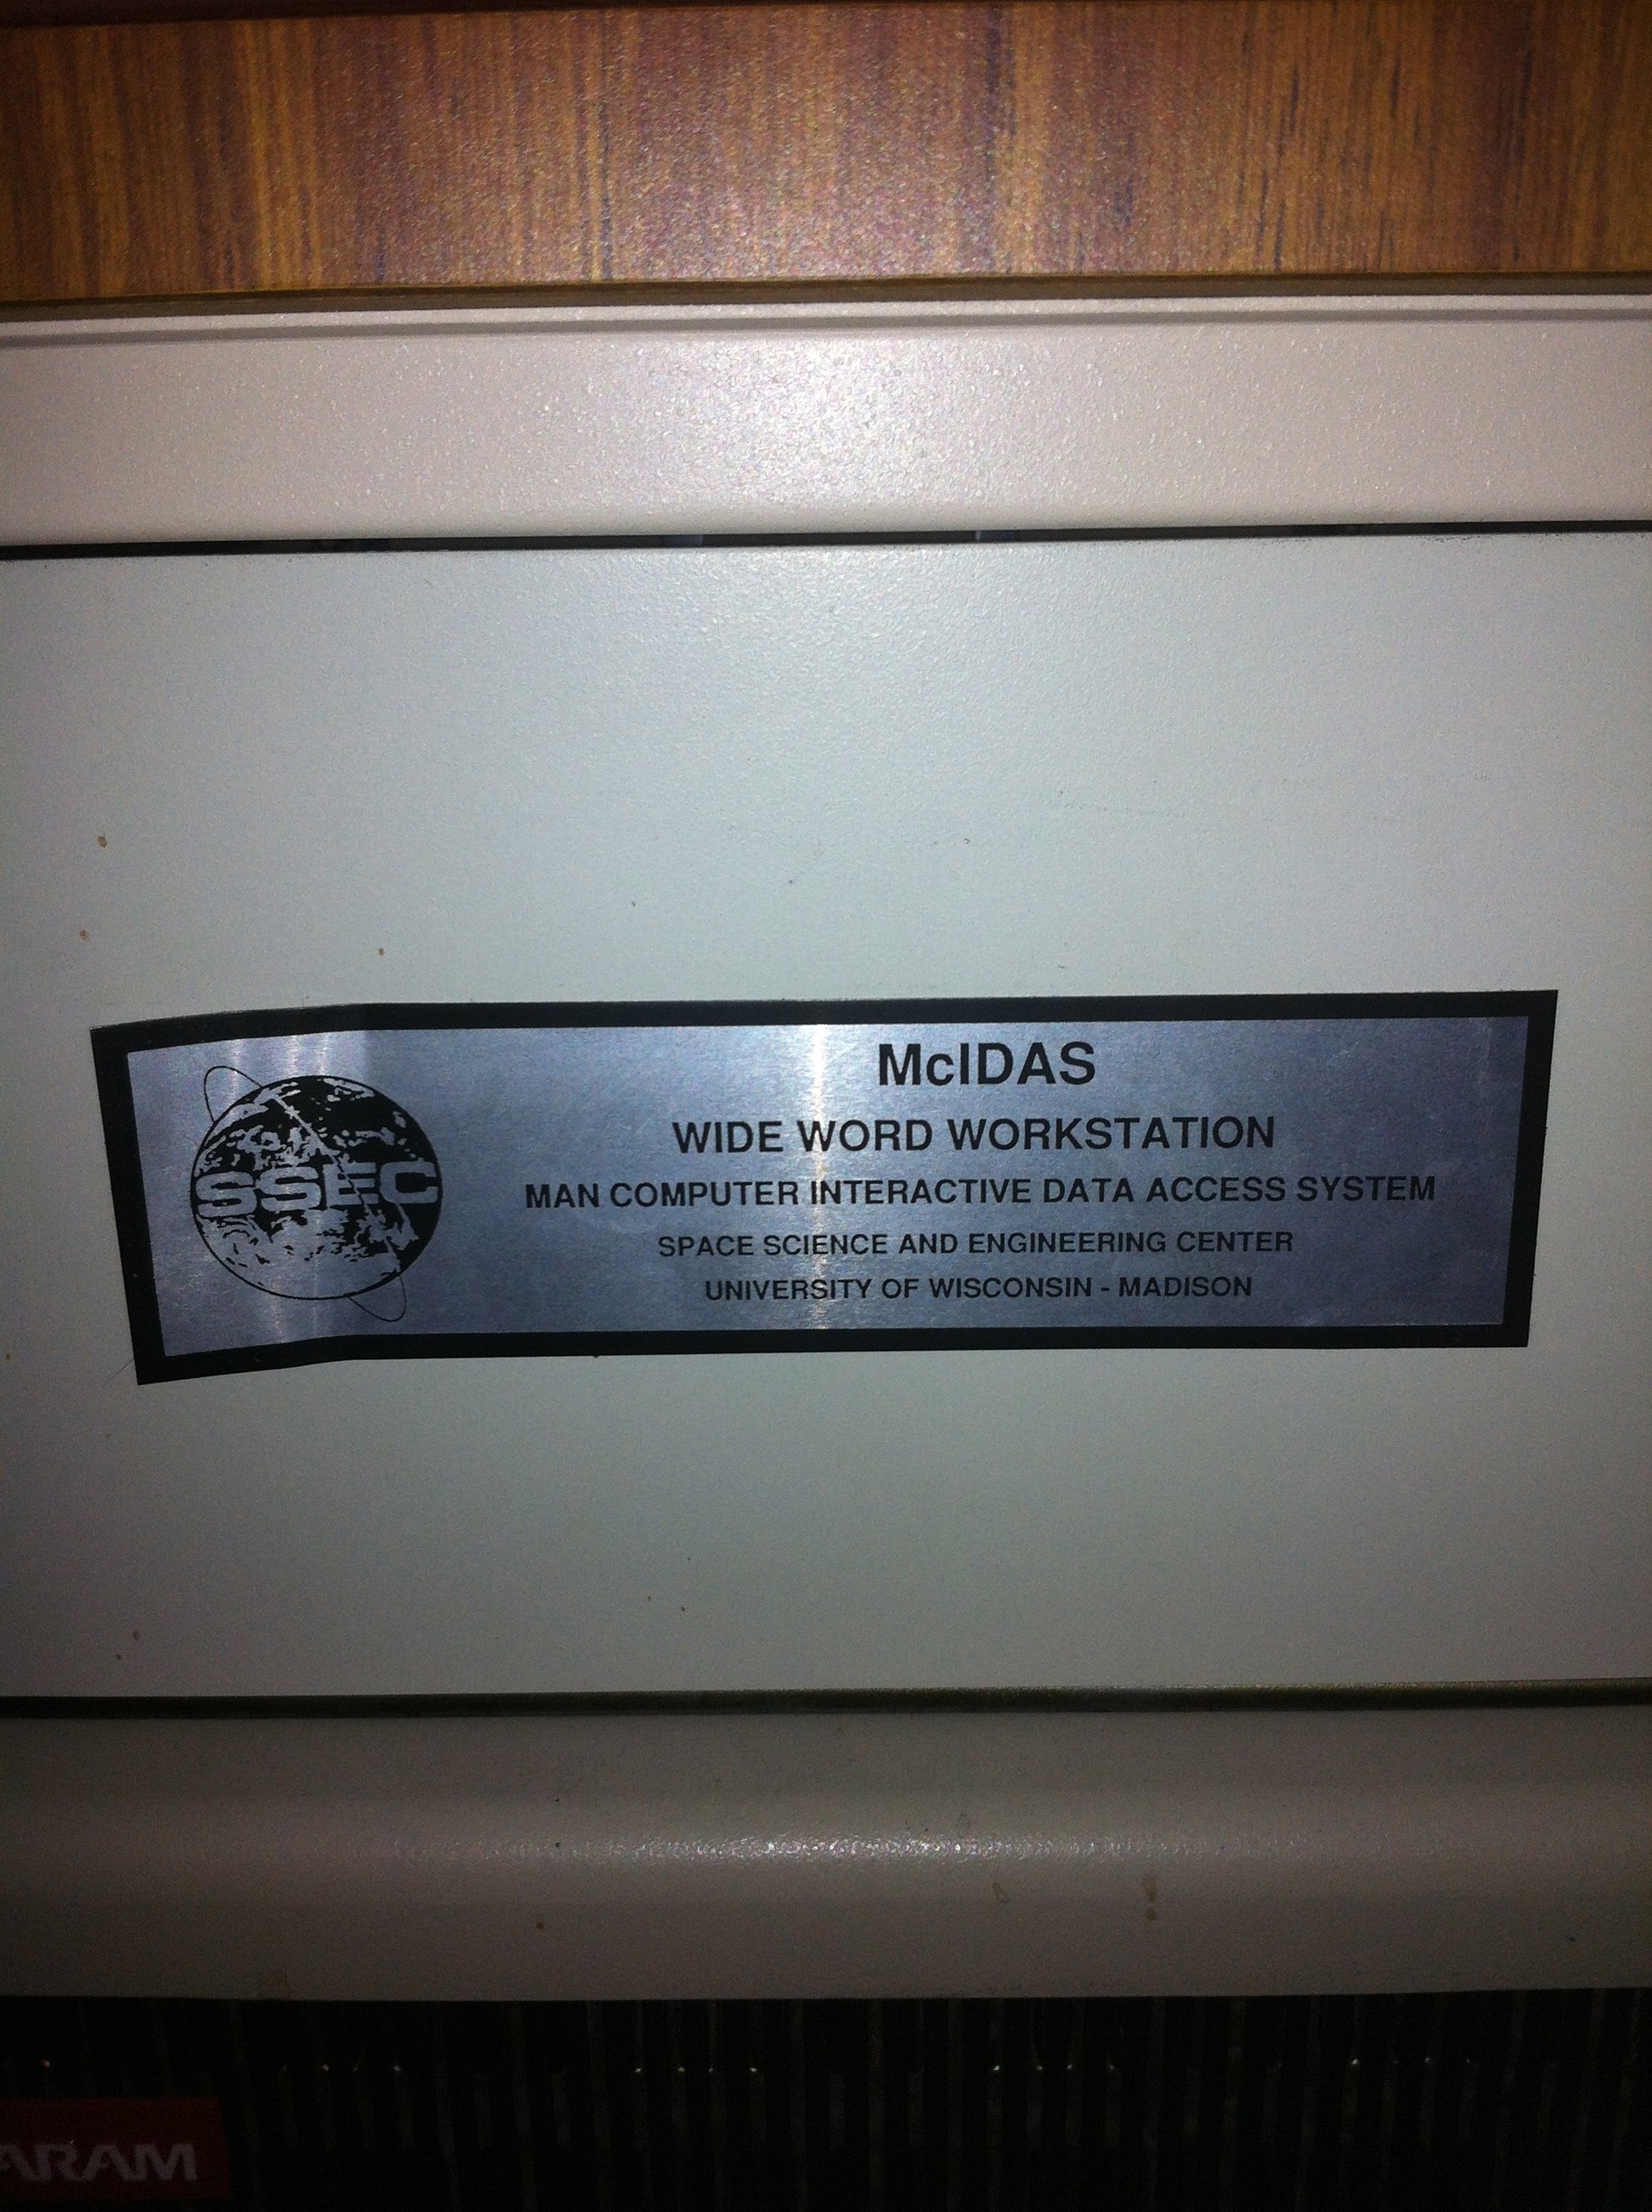 SSEC
McIDAS
WIDE WORD WORKSTATION
MAN COMPUTER INTERACTIVE DATA ACCESS SYSTEM
SPACE SCIENCE AND ENGINEERING CENTER
UNIVERSITY OF WISCONSIN - MADISON
ARAM